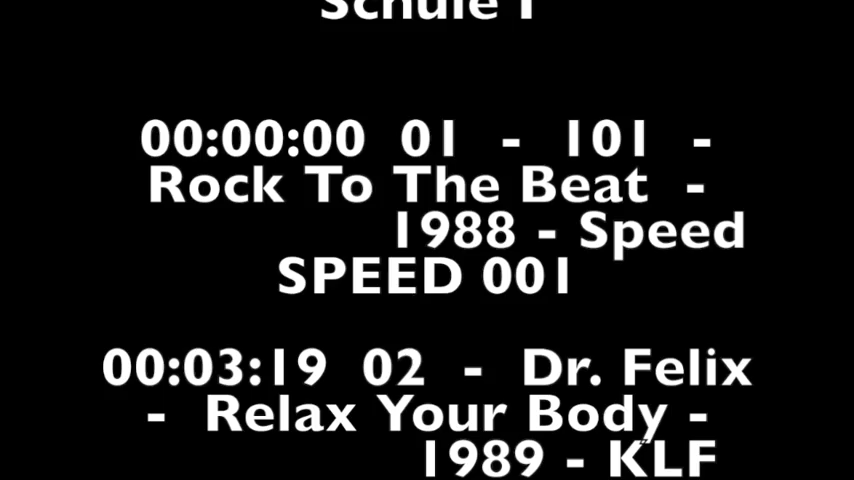 Schule I
00:00:00 01 - 101 -
Rock To The Beat -
1988 - Speed
SPEED 001
00:03:19 02 - Dr. Felix
- Relax Your Body -
1989 - KLF